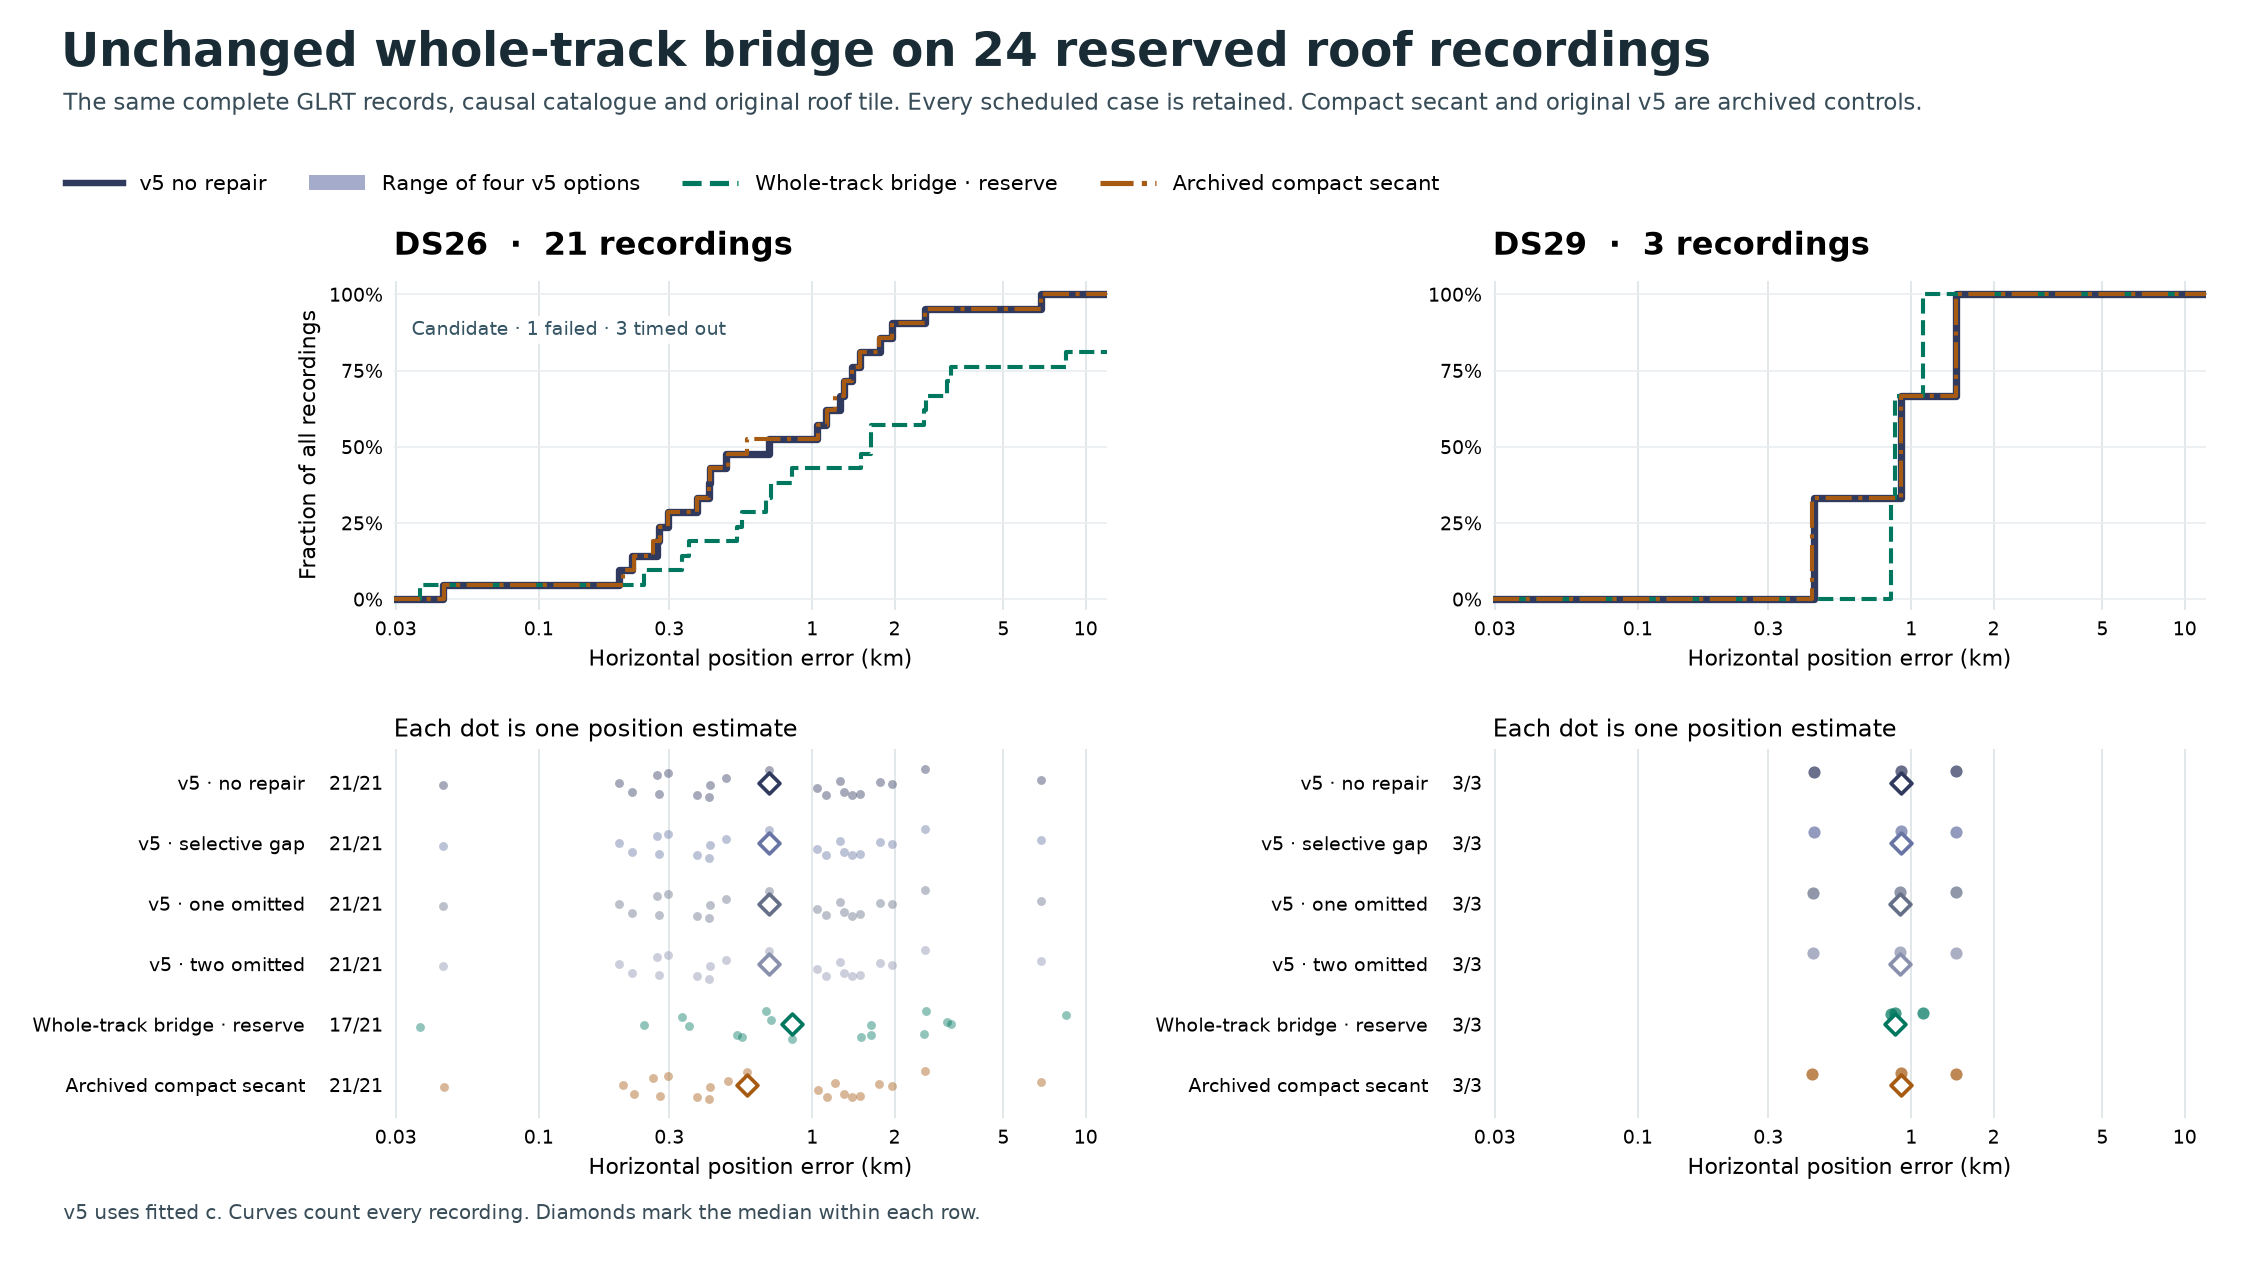 Unchanged whole-track bridge on 24 reserved roof recordings
The same complete GLRT records, causal catalogue and original roof tile. Every scheduled case is retained. Compact secant and original v5 are archived controls.
v5 no repair
Range of four v5 options
Whole-track bridge · reserve
Archived compact secant
DS26 · 21 recordings
Fraction of all recordings
100%
75%
50%
25%
0%
Candidate · 1 failed · 3 timed out
0.03 0.1 0.3 1 2 5 10
Horizontal position error (km)
DS29 · 3 recordings
100%
75%
50%
25%
0%
0.03 0.1 0.3 1 2 5 10
Horizontal position error (km)
Each dot is one position estimate
v5 · no repair 21/21
v5 · selective gap 21/21
v5 · one omitted 21/21
v5 · two omitted 21/21
Whole-track bridge · reserve 17/21
Archived compact secant 21/21
0.03 0.1 0.3 1 2 5 10
Horizontal position error (km)
Each dot is one position estimate
v5 · no repair 3/3
v5 · selective gap 3/3
v5 · one omitted 3/3
v5 · two omitted 3/3
Whole-track bridge · reserve 3/3
Archived compact secant 3/3
0.03 0.1 0.3 1 2 5 10
Horizontal position error (km)
v5 uses fitted c. Curves count every recording. Diamonds mark the median within each row.